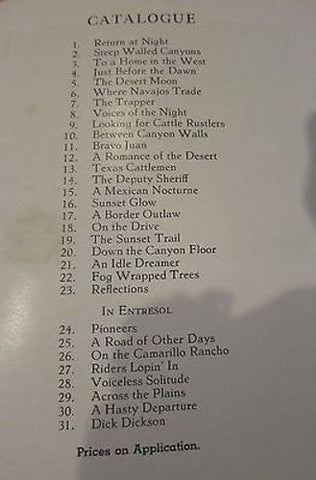 CATALOGUE
1. Return at Night
2. Steep Walled Canyons
3. To a Home in the West
4. Just Before the Dawn
5. The Desert Moon
6. Where Navajos Trade
7. The Trapper
8. Voices of the Night
9. Looking for Cattle Rustlers
10. Between Canyon Walls
11. Bravo Juan
12. A Romance of the Desert
13. Texas Cattlemen
14. The Deputy Sheriff
15. A Mexican Nocturne
16. Sunset Glow
17. A Border Outlaw
18. On the Drive
19. The Sunset Trail
20. Down the Canyon Floor
21. An Idle Dreamer
22. Fog Wrapped Trees
23. Reflections
IN ENTRESOL
24. Pioneers
25. A Road of Other Days
26. On the Camarillo Rancho
27. Riders Lopin' In
28. Voiceless Solitude
29. Across the Plains
30. A Hasty Departure
31. Dick Dickson
Prices on Application.